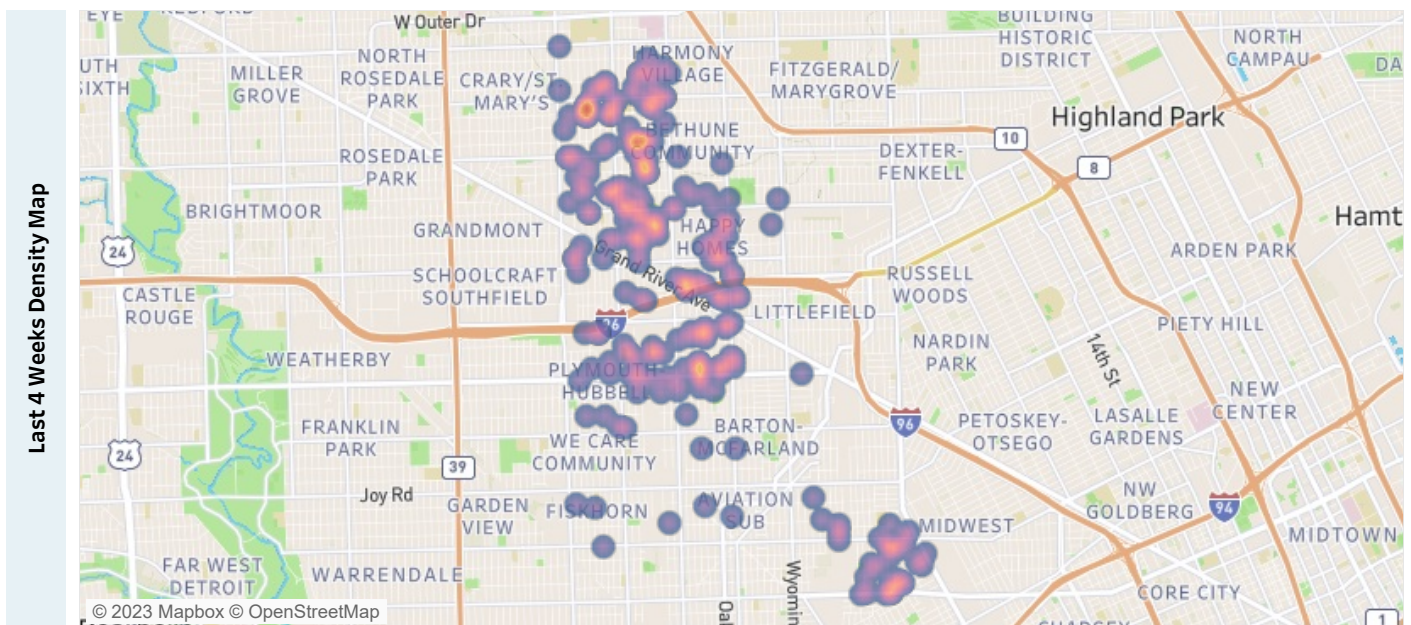 Last 4 Weeks Density Map
EYE
W Outer Dr
BUILDING
HISTORIC
DISTRICT
NORTH
CAMPAU
NORTH
ROSEDALE
PARK
HARMONY
VILLAGE
MILLER
GROVE
CRARY/ST
MARY'S
FITZGERALD/
MARYGROVE
UTH
SIXTH
DA
Highland Park
10
8
BETHUNE
COMMUNITY
ROSEDALE
PARK
DEXTER-
FENKELL
BRIGHTMOOR
Hamt
GRANDMONT
HAPPY
HOMES
24
ARDEN PARK
Grand River Ave
SCHOOLCRAFT
SOUTHFIELD
RUSSELL
WOODS
CASTLE
ROUGE
LITTLEFIELD
96
PIETY HILL
NARDIN
PARK
14th St
WEATHERBY
PLYMOUTH
HUBBELL
NEW
CENTER
96
PETOSKEY-
OTSEGO
LASALLE
GARDENS
FRANKLIN
PARK
BARTON-
MCFARLAND
WE CARE
COMMUNITY
24
39
Joy Rd
NW
GOLDBERG
GARDEN
VIEW
FISKHORN
AVIATION
SUB
94
MIDWEST
MIDTOWN
FAR WEST
DETROIT
WARRENDALE
Wyomin
CORE CITY
Oal
1
© 2023 Mapbox © OpenStreetMap